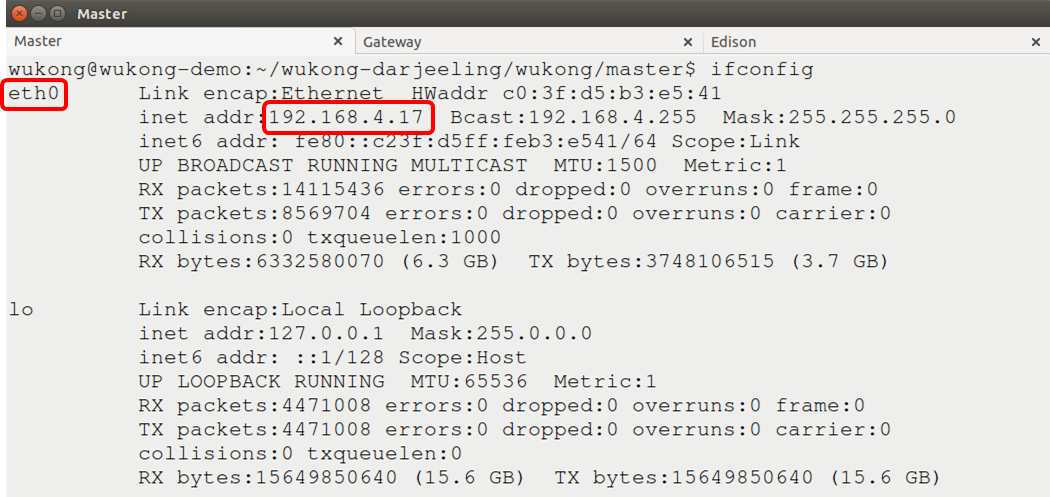 Master
Master × Gateway × Edison ×
wukong@wukong-demo:~/wukong-darjeeling/wukong/master$ ifconfig
eth0 Link encap:Ethernet HWaddr c0:3f:d5:b3:e5:41
inet addr:192.168.4.17 Bcast:192.168.4.255 Mask:255.255.255.0
inet6 addr: fe80::c23f:d5ff:feb3:e541/64 Scope:Link
UP BROADCAST RUNNING MULTICAST MTU:1500 Metric:1
RX packets:14115436 errors:0 dropped:0 overruns:0 frame:0
TX packets:8569704 errors:0 dropped:0 overruns:0 carrier:0
collisions:0 txqueuelen:1000
RX bytes:6332580070 (6.3 GB) TX bytes:3748106515 (3.7 GB)
lo Link encap:Local Loopback
inet addr:127.0.0.1 Mask:255.0.0.0
inet6 addr: ::1/128 Scope:Host
UP LOOPBACK RUNNING MTU:65536 Metric:1
RX packets:4471008 errors:0 dropped:0 overruns:0 frame:0
TX packets:4471008 errors:0 dropped:0 overruns:0 carrier:0
collisions:0 txqueuelen:0
RX bytes:15649850640 (15.6 GB) TX bytes:15649850640 (15.6 GB)